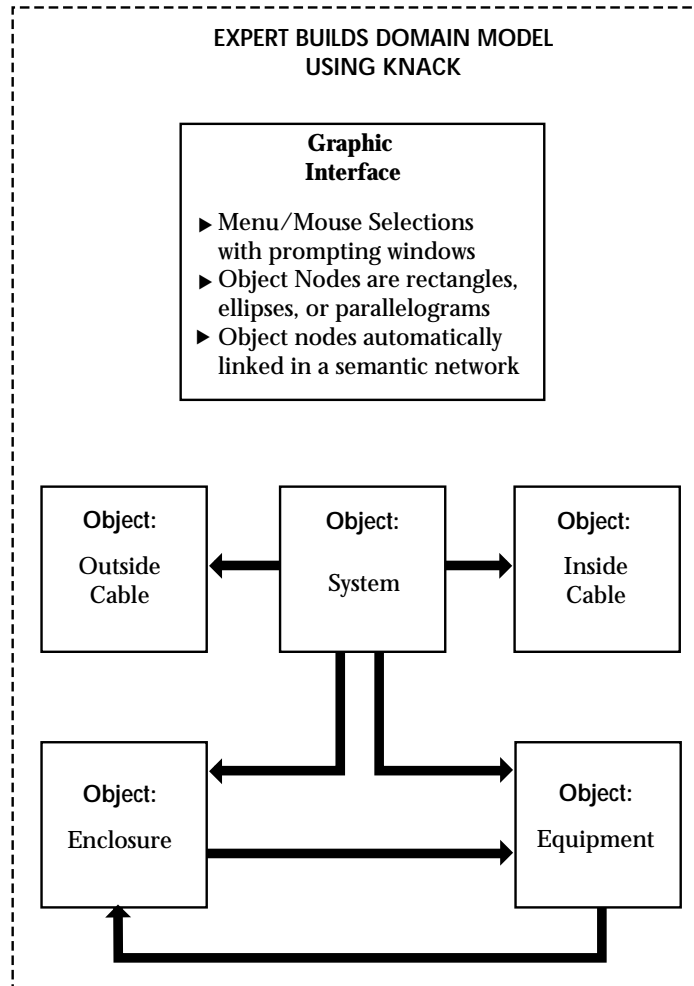 EXPERT BUILDS DOMAIN MODEL
USING KNACK
Graphic
Interface
Menu/Mouse Selections
with prompting windows
Object Nodes are rectangles,
ellipses, or parallelograms
Object nodes automatically
linked in a semantic network
Object:
Outside
Cable
Object:
System
Object:
Inside
Cable
Object:
Enclosure
Object:
Equipment